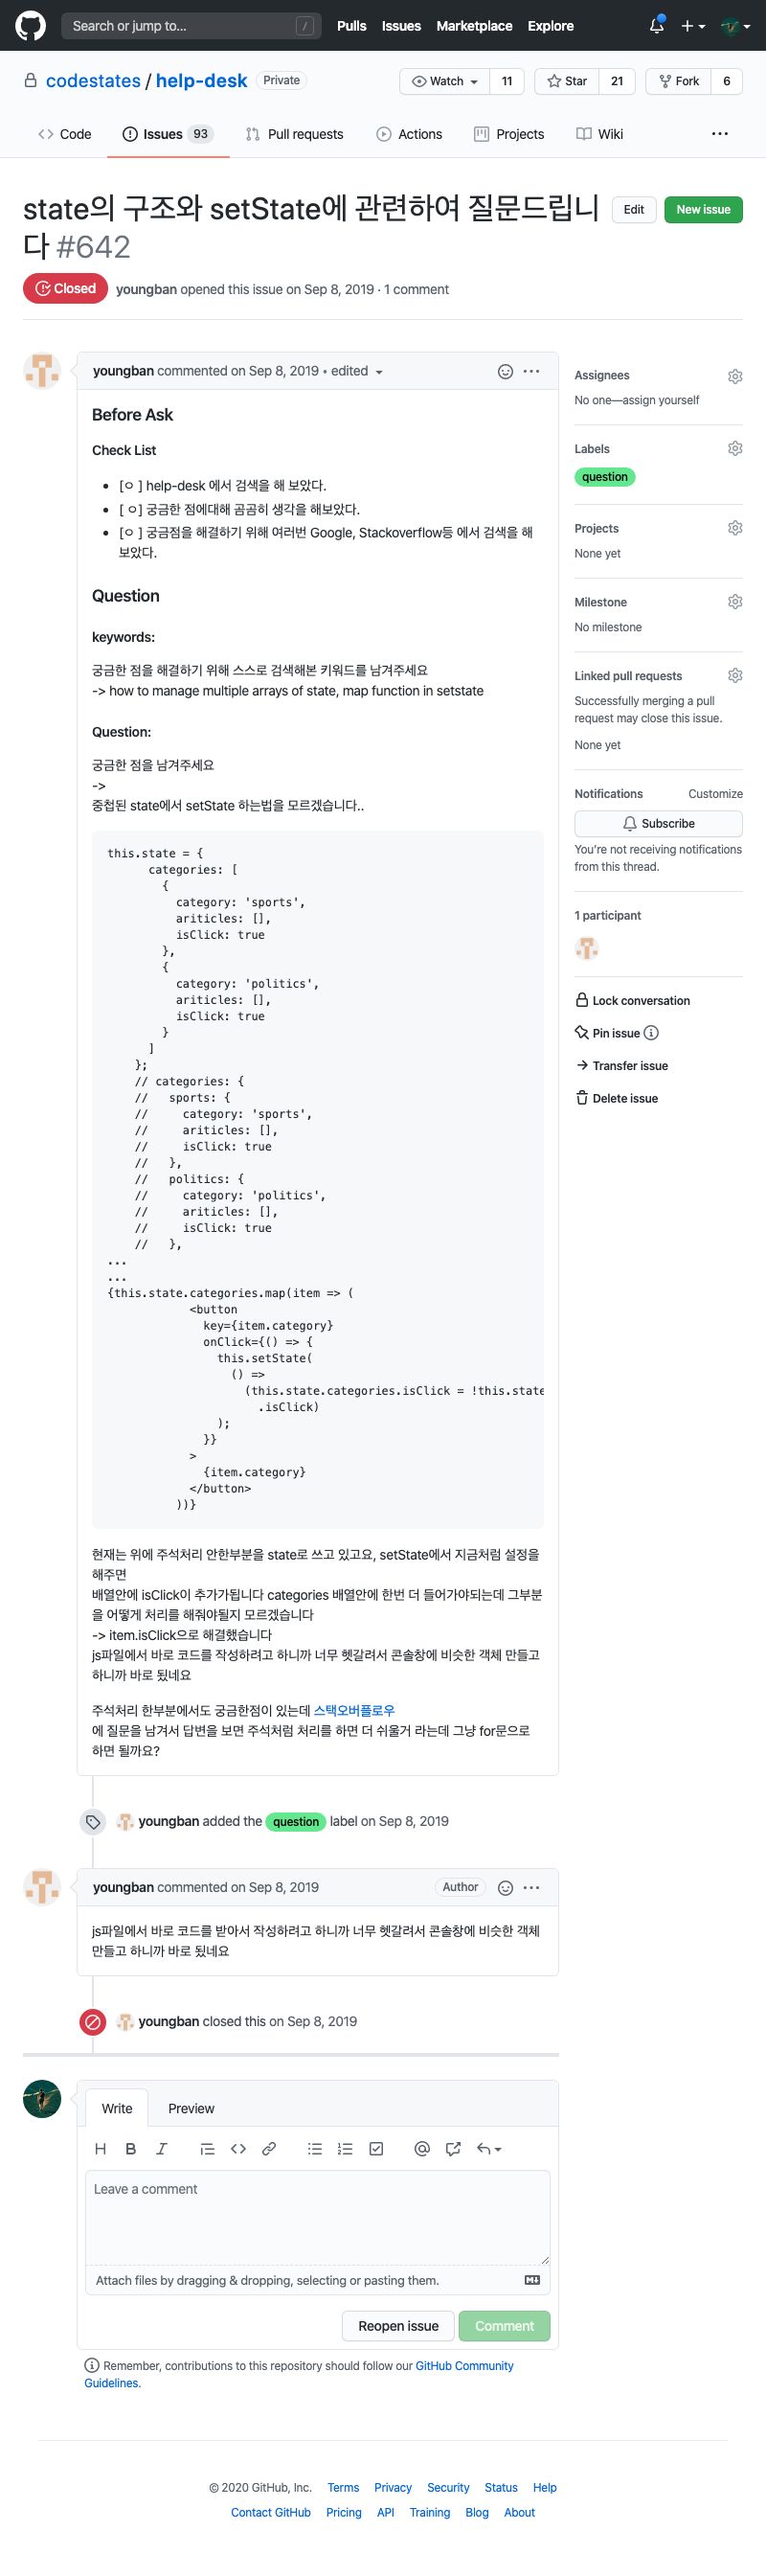 Search or jump to... /
Pulls Issues Marketplace Explore
codestates / help-desk Private
Watch 11 Star 21 Fork 6
Code Issues 93 Pull requests Actions Projects Wiki ...
state의 구조와 setState에 관련하여 질문드립니
다 #642
Edit New issue
Closed youngban opened this issue on Sep 8, 2019 · 1 comment
youngban commented on Sep 8, 2019 • edited
Before Ask
Check List
• [ㅇ ] help-desk 에서 검색을 해 보았다.
• [ ㅇ] 궁금한 점에대해 곰곰히 생각을 해보았다.
• [ㅇ ] 궁금점을 해결하기 위해 여러번 Google, Stackoverflow등 에서 검색을 해
보았다.
Question
keywords:
궁금한 점을 해결하기 위해 스스로 검색해본 키워드를 남겨주세요
-> how to manage multiple arrays of state, map function in setstate
Question:
궁금한 점을 남겨주세요
->
중첩된 state에서 setState 하는법을 모르겠습니다..
this.state = {
categories: [
{
category: 'sports',
ariticles: [],
isClick: true
},
{
category: 'politics',
ariticles: [],
isClick: true
}
]
};
// categories: {
//   sports: {
//     category: 'sports',
//     ariticles: [],
//     isClick: true
//   },
//   politics: {
//     category: 'politics',
//     ariticles: [],
//     isClick: true
//   },
...
...
{this.state.categories.map(item => (
<button
key={item.category}
onClick={() => {
this.setState(
() =>
(this.state.categories.isClick = !this.state
.isClick)
);
}}
>
{item.category}
</button>
))}
현재는 위에 주석처리 안한부분을 state로 쓰고 있고요, setState에서 지금처럼 설정을
해주면
배열안에 isClick이 추가가됩니다 categories 배열안에 한번 더 들어가야되는데 그부분
을 어떻게 처리를 해줘야될지 모르겠습니다
-> item.isClick으로 해결했습니다
js파일에서 바로 코드를 작성하려고 하니까 너무 헷갈려서 콘솔창에 비슷한 객체 만들고
하니까 바로 됬네요
주석처리 한부분에서도 궁금한점이 있는데 스택오버플로우
에 질문을 남겨서 답변을 보면 주석처럼 처리를 하면 더 쉬울거 라는데 그냥 for문으로
하면 될까요?
Assignees
No one—assign yourself
Labels
question
Projects
None yet
Milestone
No milestone
Linked pull requests
Successfully merging a pull
request may close this issue.
None yet
Notifications Customize
Subscribe
You're not receiving notifications
from this thread.
1 participant
Lock conversation
Pin issue
Transfer issue
Delete issue
youngban added the question label on Sep 8, 2019
youngban commented on Sep 8, 2019 Author
js파일에서 바로 코드를 받아서 작성하려고 하니까 너무 헷갈려서 콘솔창에 비슷한 객체
만들고 하니까 바로 됬네요
youngban closed this on Sep 8, 2019
Write Preview
Leave a comment
Attach files by dragging & dropping, selecting or pasting them.
Reopen issue Comment
Remember, contributions to this repository should follow our GitHub Community
Guidelines.
© 2020 GitHub, Inc. Terms Privacy Security Status Help
Contact GitHub Pricing API Training Blog About